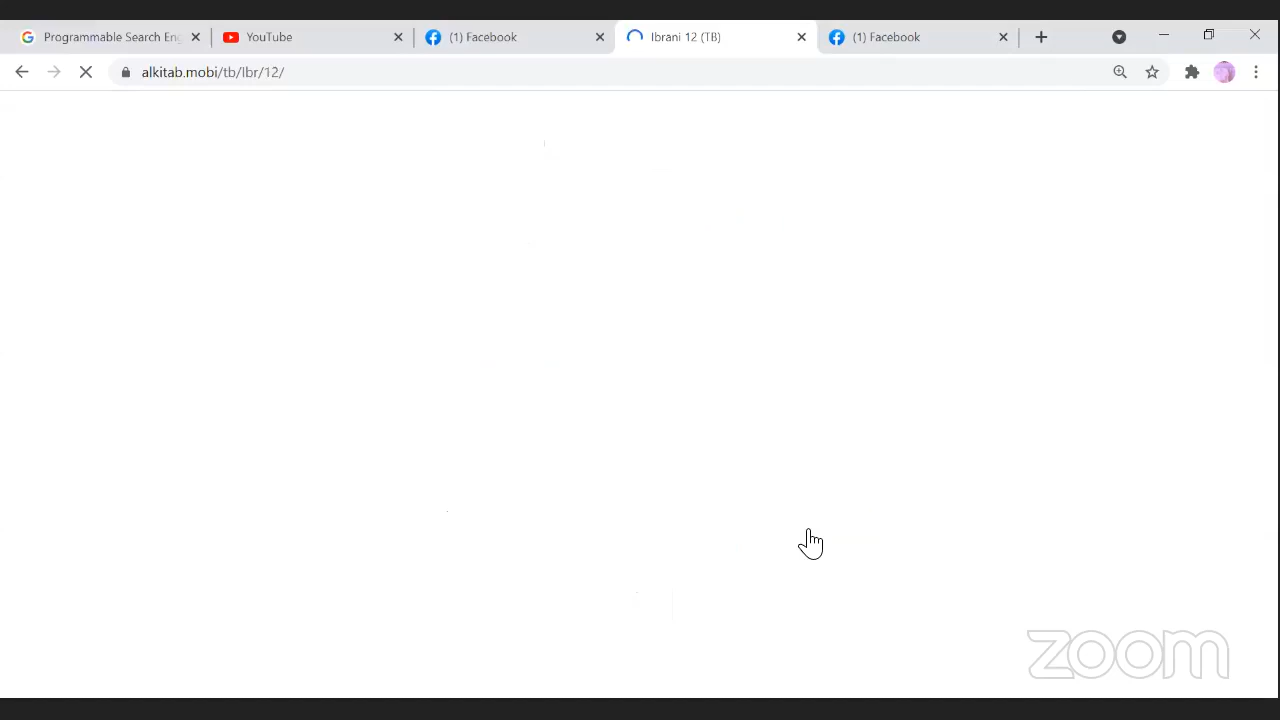 Programmable Search Eng
YouTube
(1) Facebook
Ibrani 12 (TB)
(1) Facebook
alkitab.mobi/tb/Ibr/12/
zoom